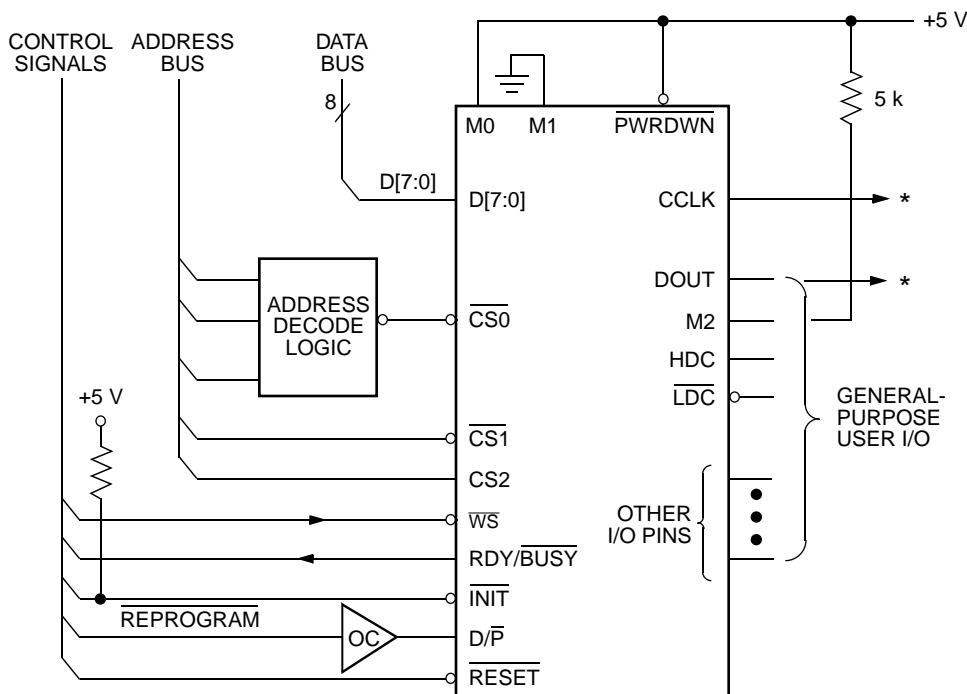 +5 V
CONTROL
SIGNALS
ADDRESS
BUS
DATA
BUS
8
5 k
M0
M1
PWRDWN
D[7:0]
D[7:0]
CCLK
*
DOUT
*
ADDRESS
DECODE
LOGIC
CS0
M2
HDC
LDC
+5 V
GENERAL-
PURPOSE
USER I/O
CS1
CS2
OTHER
I/O PINS
WS
RDY/BUSY
INIT
REPROGRAM
OC
D/P
RESET